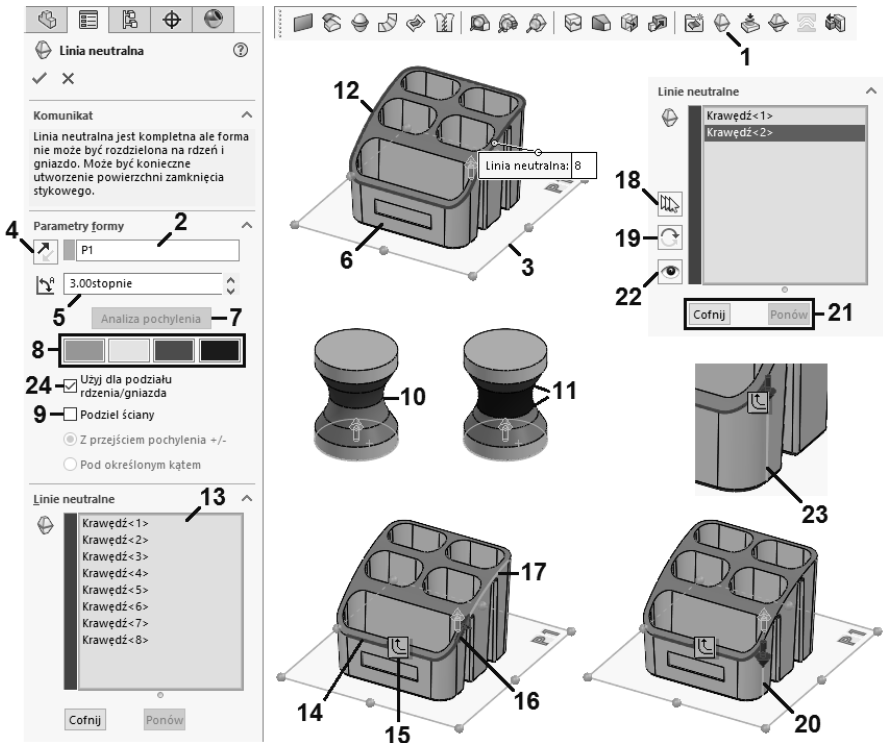 1
Linia neutralna
Komunikat
Linia neutralna jest kompletna ale forma
nie może być rozdzielona na rdzeń i
gniazdo. Może być konieczne
utworzenie powierzchni zamknięcia
stykowego.
Parametry formy
2
4
P1
3.00stopnie
5
Analiza pochylenia
7
8
24
Użyj dla podziału
rdzenia/gniazda
9
Podziel ściany
Z przejściem pochylenia +/-
Pod określonym kątem
Linie neutralne
13
Krawędź<1>
Krawędź<2>
Krawędź<3>
Krawędź<4>
Krawędź<5>
Krawędź<6>
Krawędź<7>
Krawędź<8>
Cofnij
Ponów
12
Linia neutralna: 8
P1
6
3
Linie neutralne
Krawędź<1>
Krawędź<2>
18
19
22
Cofnij
Ponów
21
10
11
23
17
P1
14
15
16
P1
20